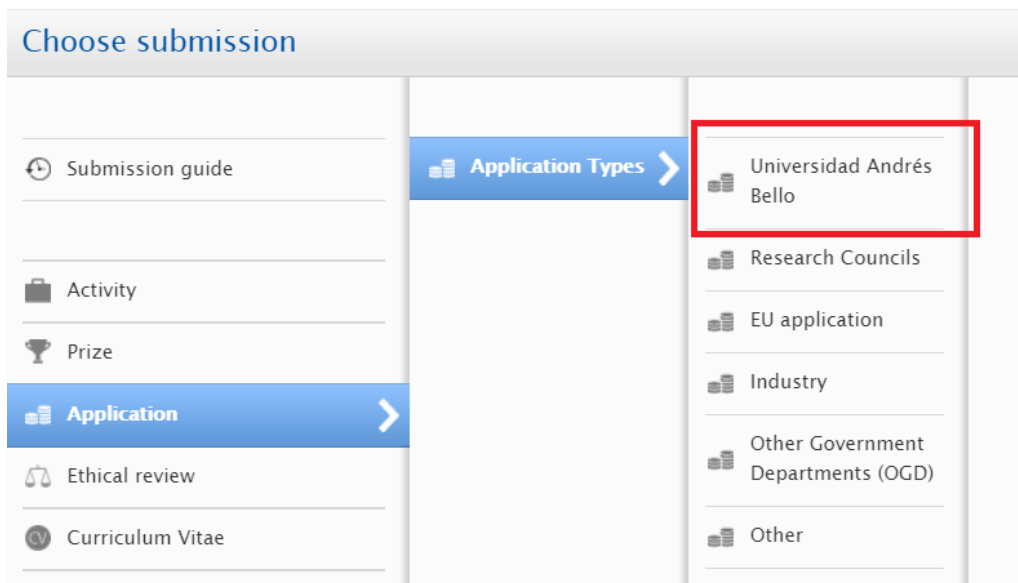 Choose submission
Submission guide
Activity
Prize
Application
Ethical review
CV
Curriculum Vitae
Application Types
Universidad Andrés
Bello
Research Councils
EU application
Industry
Other Government
Departments (OGD)
Other